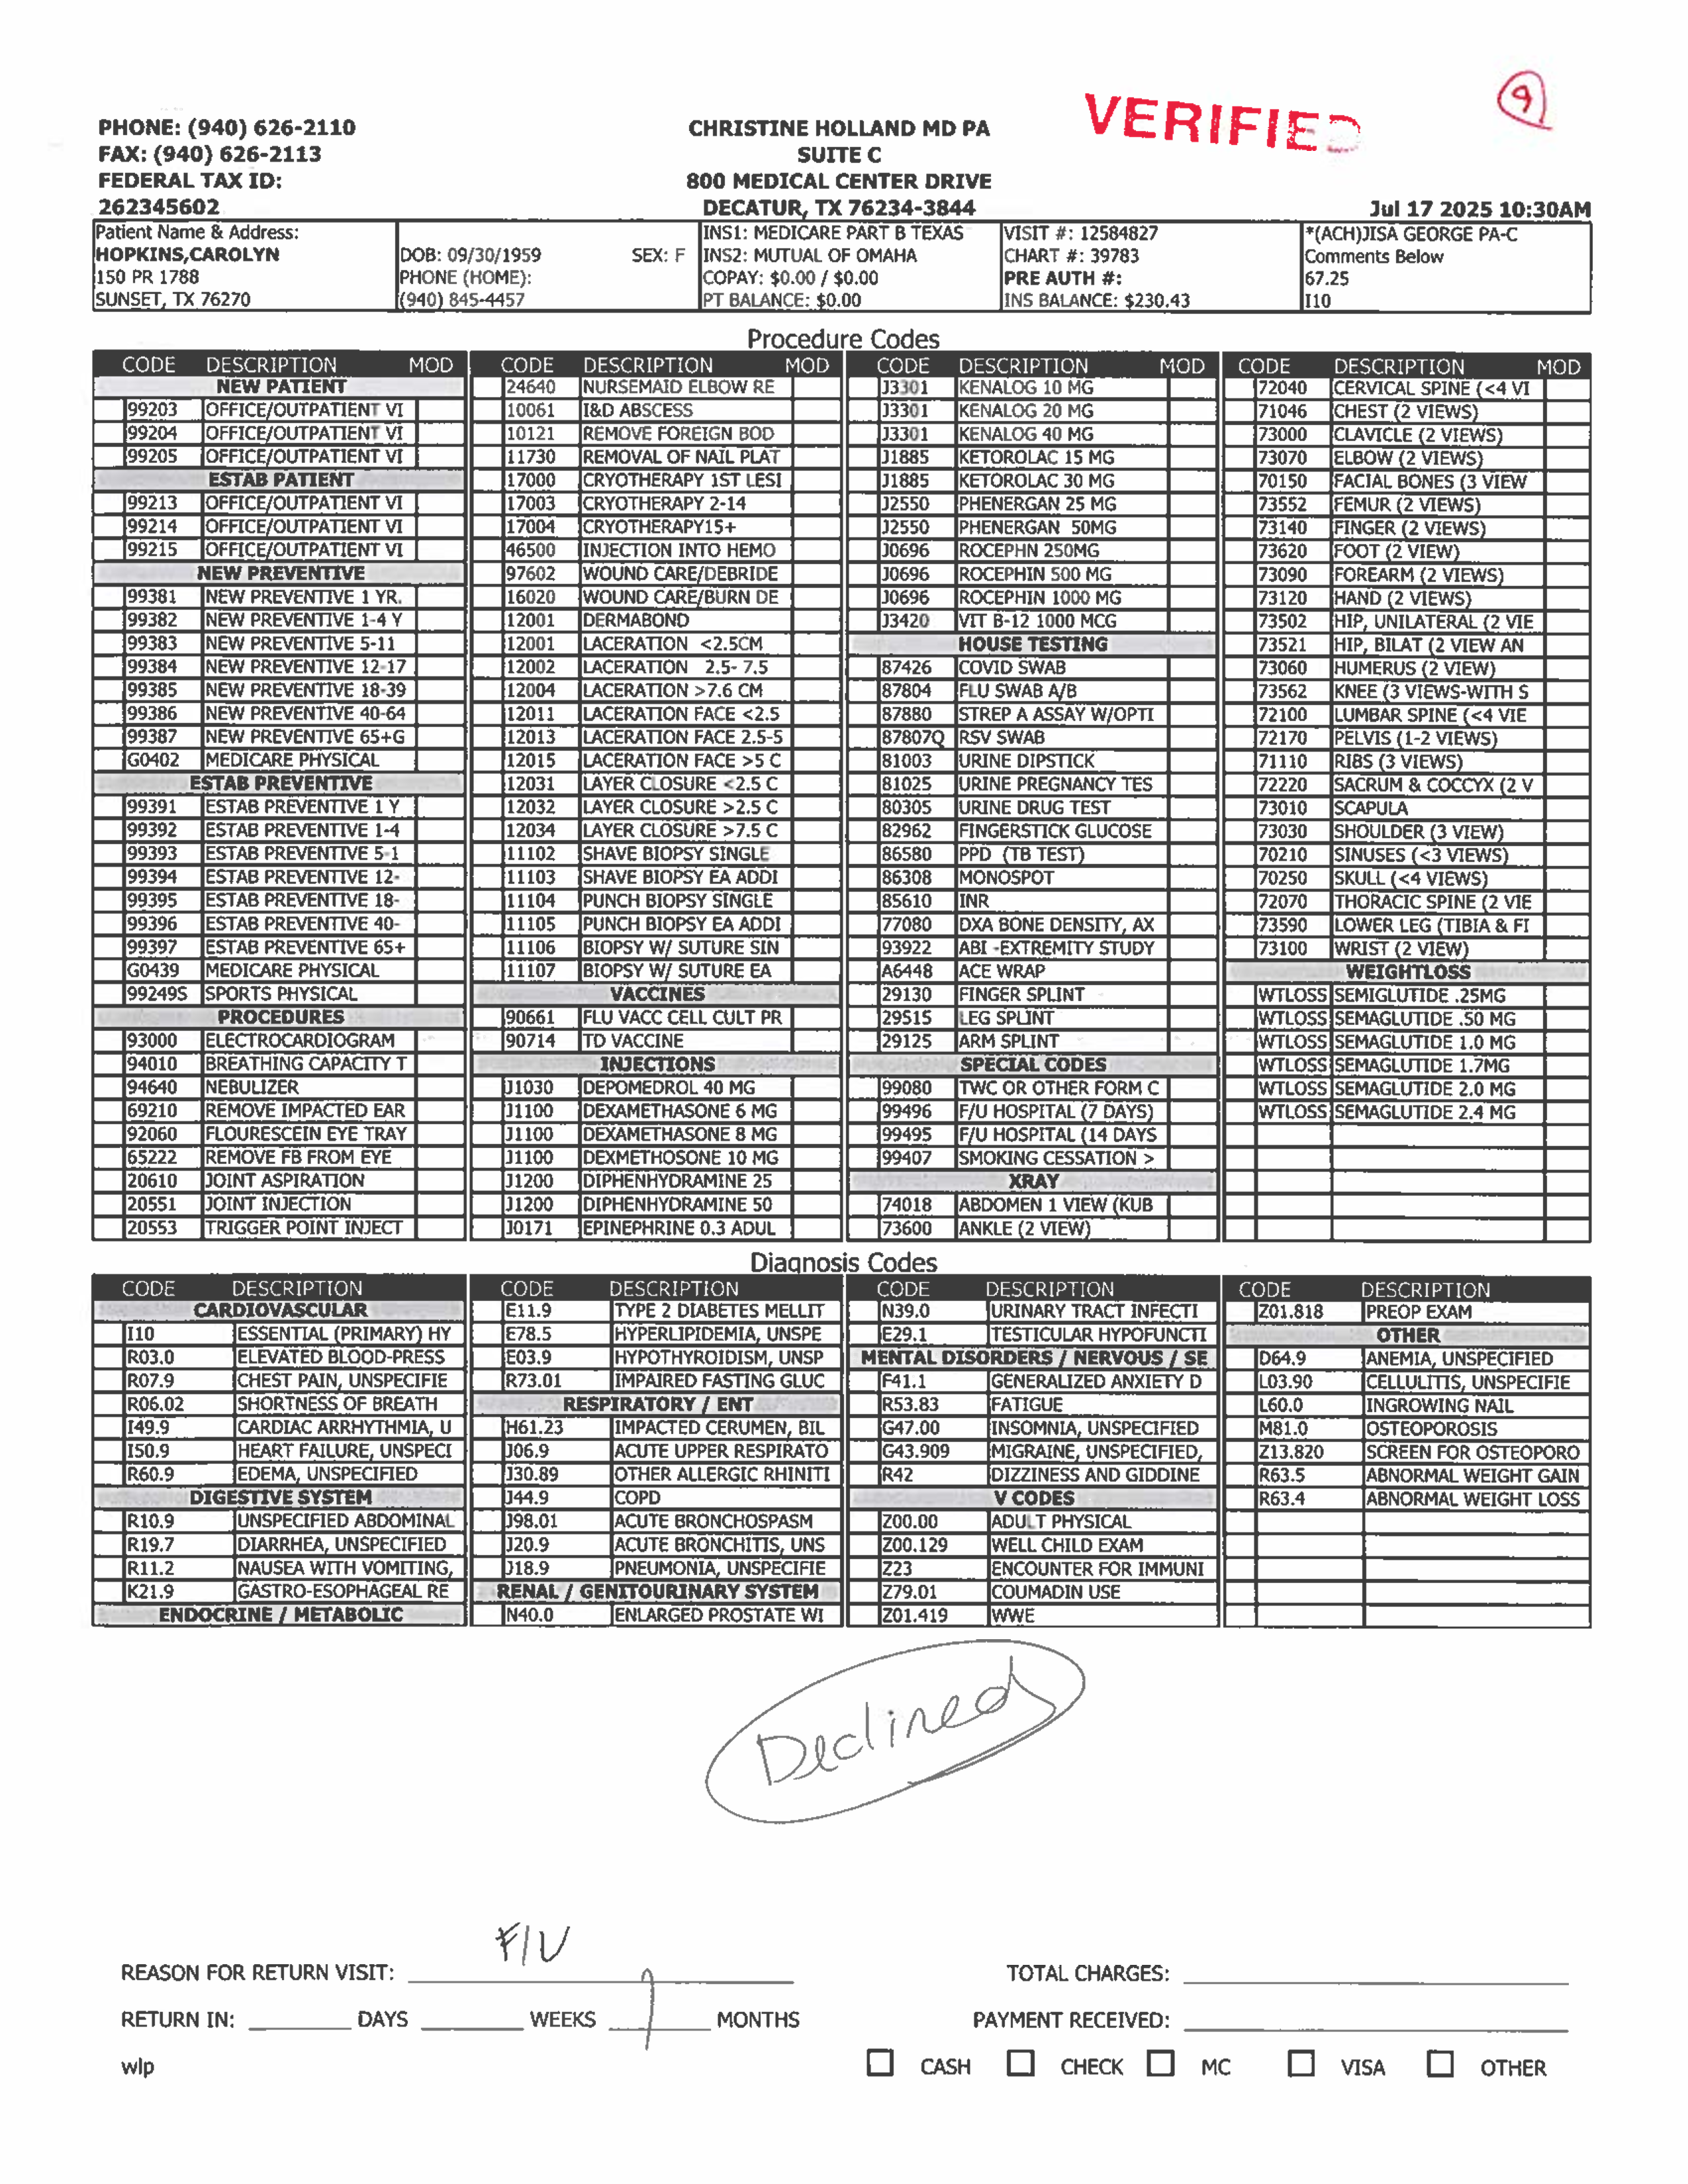 VERIFIED
9
PHONE: (940) 626-2110
FAX: (940) 626-2113
FEDERAL TAX ID:
262345602
CHRISTINE HOLLAND MD PA
SUITE C
800 MEDICAL CENTER DRIVE
DECATUR, TX 76234-3844
Jul 17 2025 10:30AM
Patient Name & Address:
HOPKINS,CAROLYN
150 PR 1788
SUNSET, TX 76270
DOB: 09/30/1959 SEX: F
PHONE (HOME):
(940) 845-4457
INS1: MEDICARE PART B TEXAS
INS2: MUTUAL OF OMAHA
COPAY: $0.00 / $0.00
PT BALANCE: $0.00
VISIT #: 12584827
CHART #: 39783
PRE AUTH #:
INS BALANCE: $230.43
*(ACH)JISA GEORGE PA-C
Comments Below
67.25
I10
Procedure Codes
CODE DESCRIPTION MOD
NEW PATIENT
99203 OFFICE/OUTPATIENT VI
99204 OFFICE/OUTPATIENT VI
99205 OFFICE/OUTPATIENT VI
ESTAB PATIENT
99213 OFFICE/OUTPATIENT VI
99214 OFFICE/OUTPATIENT VI
99215 OFFICE/OUTPATIENT VI
NEW PREVENTIVE
99381 NEW PREVENTIVE 1 YR.
99382 NEW PREVENTIVE 1-4 Y
99383 NEW PREVENTIVE 5-11
99384 NEW PREVENTIVE 12-17
99385 NEW PREVENTIVE 18-39
99386 NEW PREVENTIVE 40-64
99387 NEW PREVENTIVE 65+G
G0402 MEDICARE PHYSICAL
ESTAB PREVENTIVE
99391 ESTAB PREVENTIVE 1 Y
99392 ESTAB PREVENTIVE 1-4
99393 ESTAB PREVENTIVE 5-1
99394 ESTAB PREVENTIVE 12-
99395 ESTAB PREVENTIVE 18-
99396 ESTAB PREVENTIVE 40-
99397 ESTAB PREVENTIVE 65+
G0439 MEDICARE PHYSICAL
99249S SPORTS PHYSICAL
PROCEDURES
93000 ELECTROCARDIOGRAM
94010 BREATHING CAPACITY T
94640 NEBULIZER
69210 REMOVE IMPACTED EAR
92060 FLOURESCEIN EYE TRAY
65222 REMOVE FB FROM EYE
20610 JOINT ASPIRATION
20551 JOINT INJECTION
20553 TRIGGER POINT INJECT
CODE DESCRIPTION MOD
24640 NURSEMAID ELBOW RE
10061 I&D ABSCESS
10121 REMOVE FOREIGN BOD
11730 REMOVAL OF NAIL PLAT
17000 CRYOTHERAPY 1ST LESI
17003 CRYOTHERAPY 2-14
17004 CRYOTHERAPY15+
46500 INJECTION INTO HEMO
97602 WOUND CARE/DEBRIDE
16020 WOUND CARE/BURN DE
12001 DERMABOND
12001 LACERATION <2.5CM
12002 LACERATION 2.5- 7.5
12004 LACERATION >7.6 CM
12011 LACERATION FACE <2.5
12013 LACERATION FACE 2.5-5
12015 LACERATION FACE >5 C
12031 LAYER CLOSURE <2.5 C
12032 LAYER CLOSURE >2.5 C
12034 LAYER CLOSURE >7.5 C
11102 SHAVE BIOPSY SINGLE
11103 SHAVE BIOPSY EA ADDI
11104 PUNCH BIOPSY SINGLE
11105 PUNCH BIOPSY EA ADDI
11106 BIOPSY W/ SUTURE SIN
11107 BIOPSY W/ SUTURE EA
VACCINES
90661 FLU VACC CELL CULT PR
90714 TD VACCINE
INJECTIONS
J1030 DEPOMEDROL 40 MG
J1100 DEXAMETHASONE 6 MG
J1100 DEXAMETHASONE 8 MG
J1100 DEXMETHOSONE 10 MG
J1200 DIPHENHYDRAMINE 25
J1200 DIPHENHYDRAMINE 50
J0171 EPINEPHRINE 0.3 ADUL
CODE DESCRIPTION MOD
J3301 KENALOG 10 MG
J3301 KENALOG 20 MG
J3301 KENALOG 40 MG
J1885 KETOROLAC 15 MG
J1885 KETOROLAC 30 MG
J2550 PHENERGAN 25 MG
J2550 PHENERGAN 50MG
J0696 ROCEPHN 250MG
J0696 ROCEPHIN 500 MG
J0696 ROCEPHIN 1000 MG
J3420 VIT B-12 1000 MCG
HOUSE TESTING
87426 COVID SWAB
87804 FLU SWAB A/B
87880 STREP A ASSAY W/OPTI
87807Q RSV SWAB
81003 URINE DIPSTICK
81025 URINE PREGNANCY TES
80305 URINE DRUG TEST
82962 FINGERSTICK GLUCOSE
86580 PPD (TB TEST)
86308 MONOSPOT
85610 INR
77080 DXA BONE DENSITY, AX
93922 ABI -EXTREMITY STUDY
A6448 ACE WRAP
29130 FINGER SPLINT
29515 LEG SPLINT
29125 ARM SPLINT
SPECIAL CODES
99080 TWC OR OTHER FORM C
99496 F/U HOSPITAL (7 DAYS)
99495 F/U HOSPITAL (14 DAYS
99407 SMOKING CESSATION >
XRAY
74018 ABDOMEN 1 VIEW (KUB
73600 ANKLE (2 VIEW)
CODE DESCRIPTION MOD
72040 CERVICAL SPINE (<4 VI
71046 CHEST (2 VIEWS)
73000 CLAVICLE (2 VIEWS)
73070 ELBOW (2 VIEWS)
70150 FACIAL BONES (3 VIEW
73552 FEMUR (2 VIEWS)
73140 FINGER (2 VIEWS)
73620 FOOT (2 VIEW)
73090 FOREARM (2 VIEWS)
73120 HAND (2 VIEWS)
73502 HIP, UNILATERAL (2 VIE
73521 HIP, BILAT (2 VIEW AN
73060 HUMERUS (2 VIEW)
73562 KNEE (3 VIEWS-WITH S
72100 LUMBAR SPINE (<4 VIE
72170 PELVIS (1-2 VIEWS)
71110 RIBS (3 VIEWS)
72220 SACRUM & COCCYX (2 V
73010 SCAPULA
73030 SHOULDER (3 VIEW)
70210 SINUSES (<3 VIEWS)
70250 SKULL (<4 VIEWS)
72070 THORACIC SPINE (2 VIE
73590 LOWER LEG (TIBIA & FI
73100 WRIST (2 VIEW)
WEIGHTLOSS
WTLOSS SEMIGLUTIDE .25MG
WTLOSS SEMAGLUTIDE .50 MG
WTLOSS SEMAGLUTIDE 1.0 MG
WTLOSS SEMAGLUTIDE 1.7MG
WTLOSS SEMAGLUTIDE 2.0 MG
WTLOSS SEMAGLUTIDE 2.4 MG
Diagnosis Codes
CODE DESCRIPTION
CARDIOVASCULAR
I10 ESSENTIAL (PRIMARY) HY
R03.0 ELEVATED BLOOD-PRESS
R07.9 CHEST PAIN, UNSPECIFIE
R06.02 SHORTNESS OF BREATH
I49.9 CARDIAC ARRHYTHMIA, U
I50.9 HEART FAILURE, UNSPECI
R60.9 EDEMA, UNSPECIFIED
DIGESTIVE SYSTEM
R10.9 UNSPECIFIED ABDOMINAL
R19.7 DIARRHEA, UNSPECIFIED
R11.2 NAUSEA WITH VOMITING,
K21.9 GASTRO-ESOPHAGEAL RE
ENDOCRINE / METABOLIC
CODE DESCRIPTION
E11.9 TYPE 2 DIABETES MELLIT
E78.5 HYPERLIPIDEMIA, UNSPE
E03.9 HYPOTHYROIDISM, UNSP
R73.01 IMPAIRED FASTING GLUC
RESPIRATORY / ENT
H61.23 IMPACTED CERUMEN, BIL
J06.9 ACUTE UPPER RESPIRATO
J30.89 OTHER ALLERGIC RHINITI
J44.9 COPD
J98.01 ACUTE BRONCHOSPASM
J20.9 ACUTE BRONCHITIS, UNS
J18.9 PNEUMONIA, UNSPECIFIE
RENAL / GENITOURINARY SYSTEM
N40.0 ENLARGED PROSTATE WI
CODE DESCRIPTION
N39.0 URINARY TRACT INFECTI
E29.1 TESTICULAR HYPOFUNCTI
MENTAL DISORDERS / NERVOUS / SE
F41.1 GENERALIZED ANXIETY D
R53.83 FATIGUE
G47.00 INSOMNIA, UNSPECIFIED
G43.909 MIGRAINE, UNSPECIFIED,
R42 DIZZINESS AND GIDDINE
V CODES
Z00.00 ADULT PHYSICAL
Z00.129 WELL CHILD EXAM
Z23 ENCOUNTER FOR IMMUNI
Z79.01 COUMADIN USE
Z01.419 WWE
CODE DESCRIPTION
Z01.818 PREOP EXAM
OTHER
D64.9 ANEMIA, UNSPECIFIED
L03.90 CELLULITIS, UNSPECIFIE
L60.0 INGROWING NAIL
M81.0 OSTEOPOROSIS
Z13.820 SCREEN FOR OSTEOPORO
R63.5 ABNORMAL WEIGHT GAIN
R63.4 ABNORMAL WEIGHT LOSS
Declined
REASON FOR RETURN VISIT: F/U
RETURN IN: DAYS WEEKS 1 MONTHS
wlp
TOTAL CHARGES:
PAYMENT RECEIVED:
CASH CHECK MC VISA OTHER